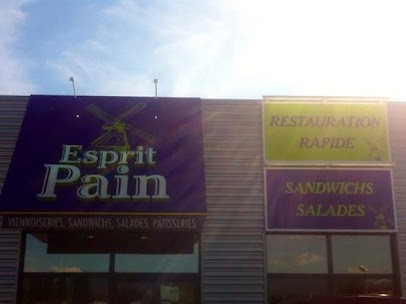 Esprit
Pain
VIENNOISERIES, SANDWICHS, SALADES, PÂTISSERIES
RESTAURATION
RAPIDE
SANDWICHS
SALADES